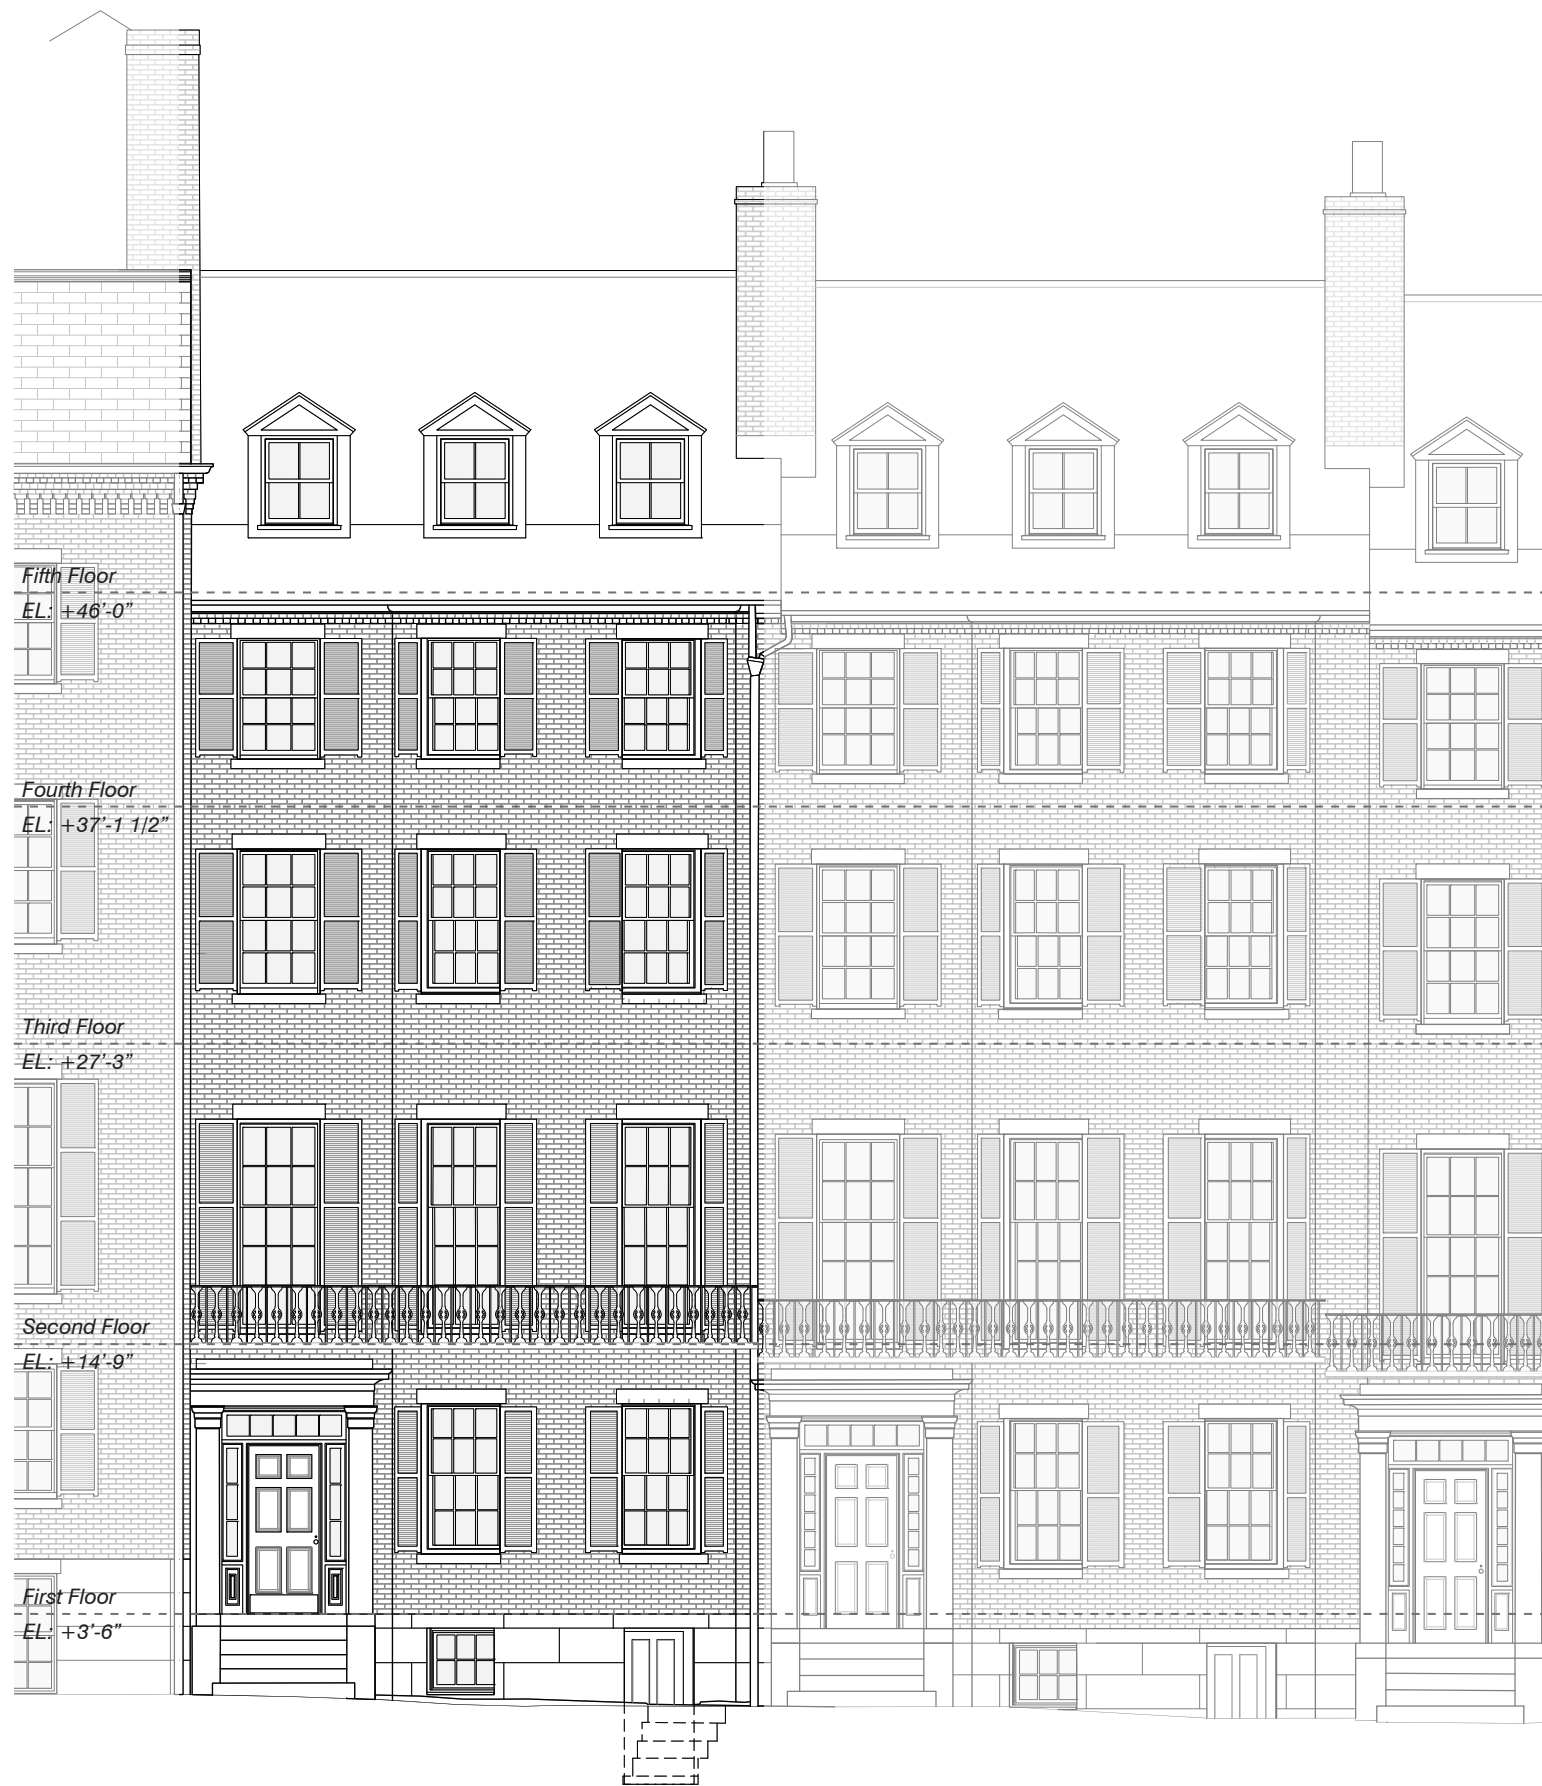 Fifth Floor
EL: +46’-0”
Fourth Floor
EL: +37’-1 1/2”
Third Floor
EL: +27’-3”
Second Floor
EL: +14’-9”
First Floor
EL: +3’-6”